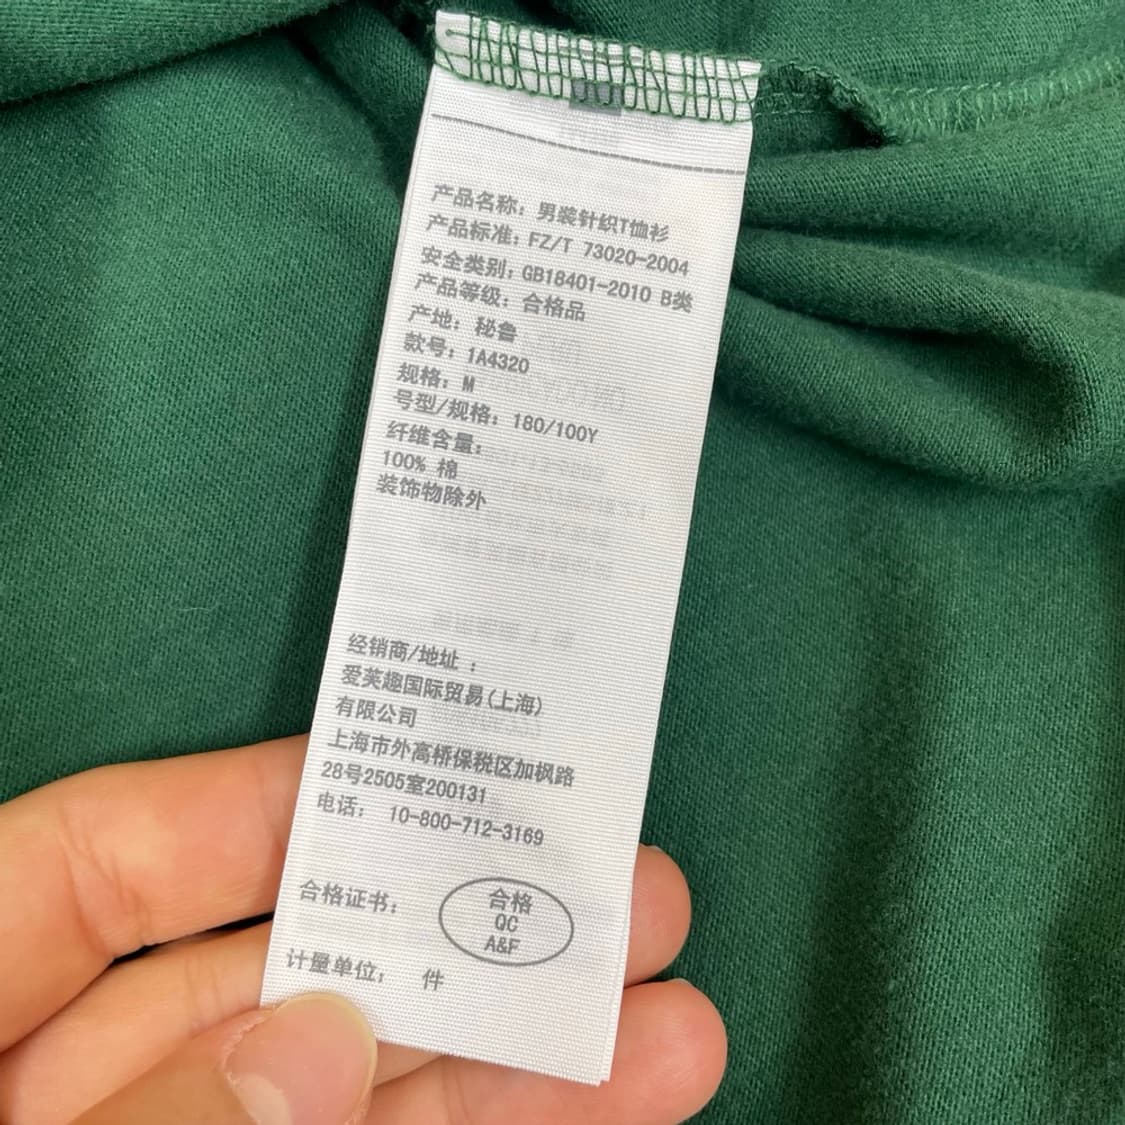 产品名称：男装针织T恤衫
产品标准：FZ/T 73020-2004
安全类别：GB18401-2010 B类
产品等级：合格品
产地：秘鲁
款号：1A4320
规格：M
号型/规格：180/100Y
纤维含量：
100% 棉
装饰物除外
经销商/地址 ：
爱芙趣国际贸易(上海)
有限公司
上海市外高桥保税区加枫路
28号2505室200131
电话： 10-800-712-3169
合格证书：
合格
QC
A&F
计量单位： 件